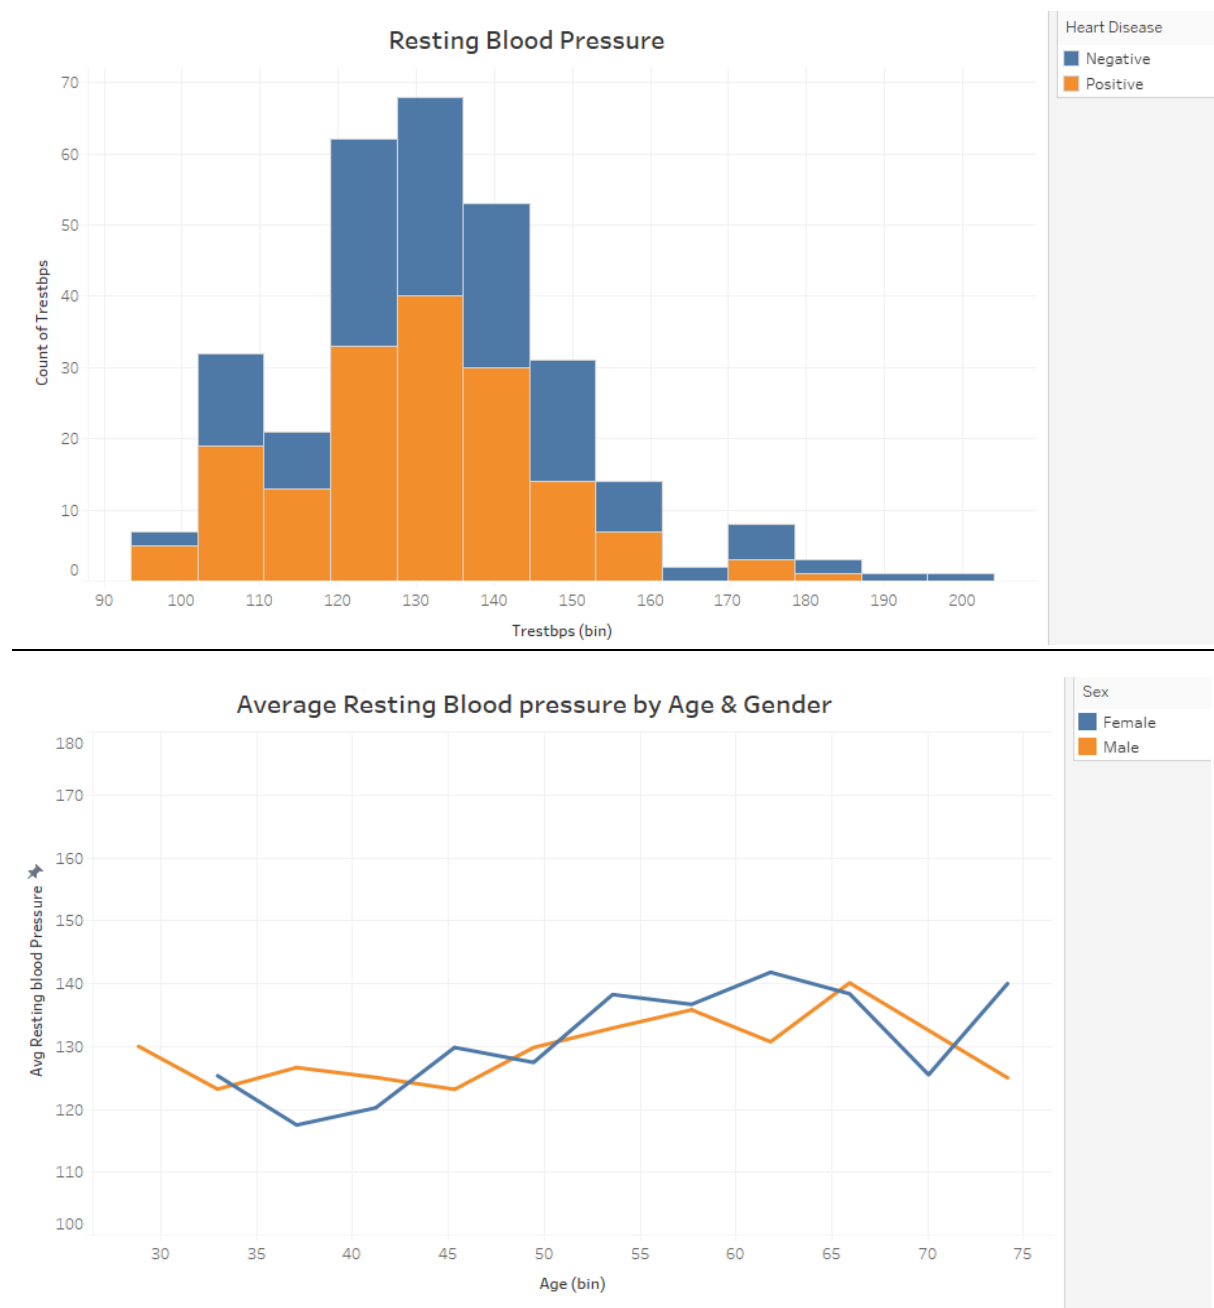 Resting Blood Pressure
Heart Disease
Negative
Positive
70
60
50
40
30
20
10
0
Count of Trestbps
90 100 110 120 130 140 150 160 170 180 190 200
Trestbps (bin)
Average Resting Blood pressure by Age & Gender
Sex
Female
Male
180
170
160
150
140
130
120
110
100
Avg Resting blood Pressure
30 35 40 45 50 55 60 65 70 75
Age (bin)